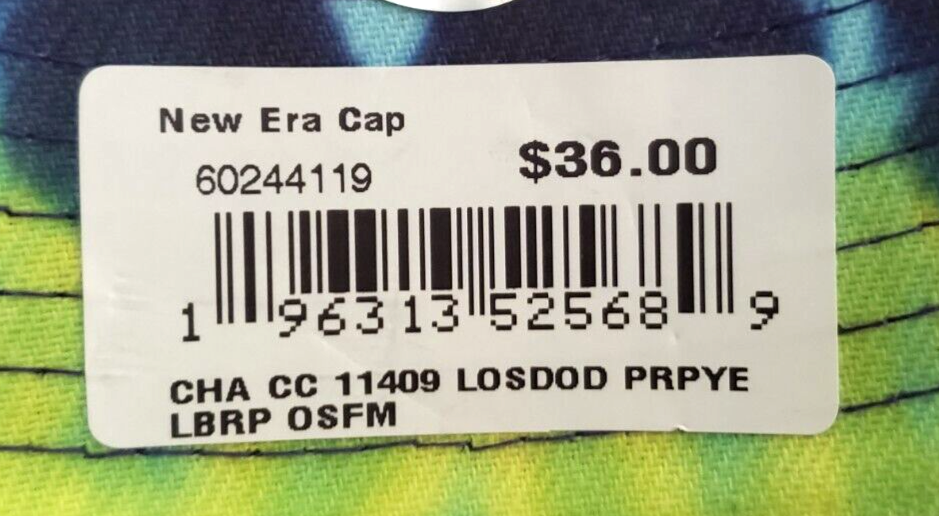 New Era Cap
60244119 $36.00
1 96313 52568 9
CHA CC 11409 LOSDOD PRPYE
LBRP OSFM